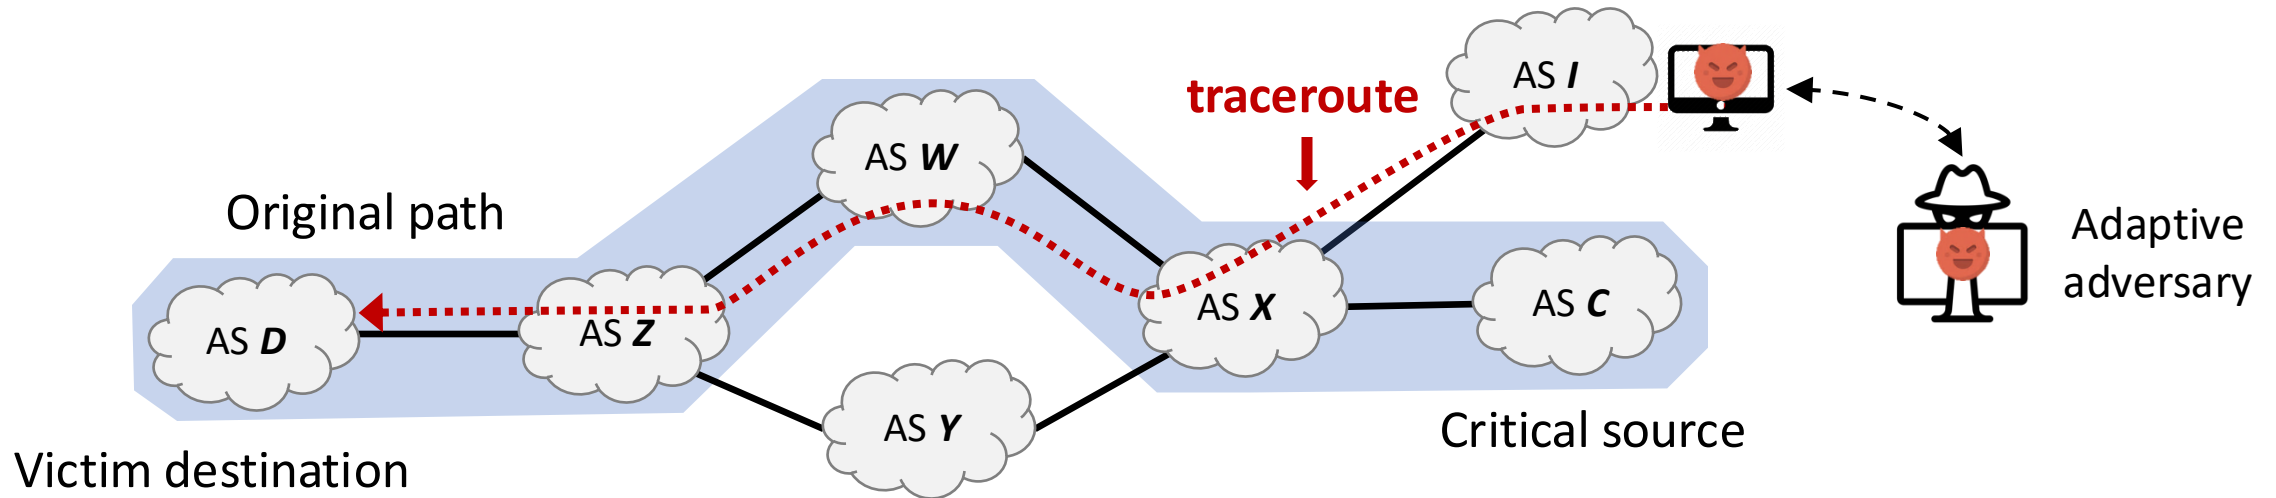 AS I
traceroute
AS W
Original path
Adaptive
adversary
AS D
AS Z
AS X
AS C
AS Y
Critical source
Victim destination